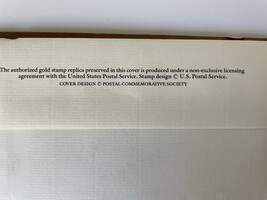 The authorized gold stamp replica preserved in this cover is produced under a non-exclusive licensing
agreement with the United States Postal Service. Stamp design © U.S. Postal Service.
COVER DESIGN © POSTAL COMMEMORATIVE SOCIETY